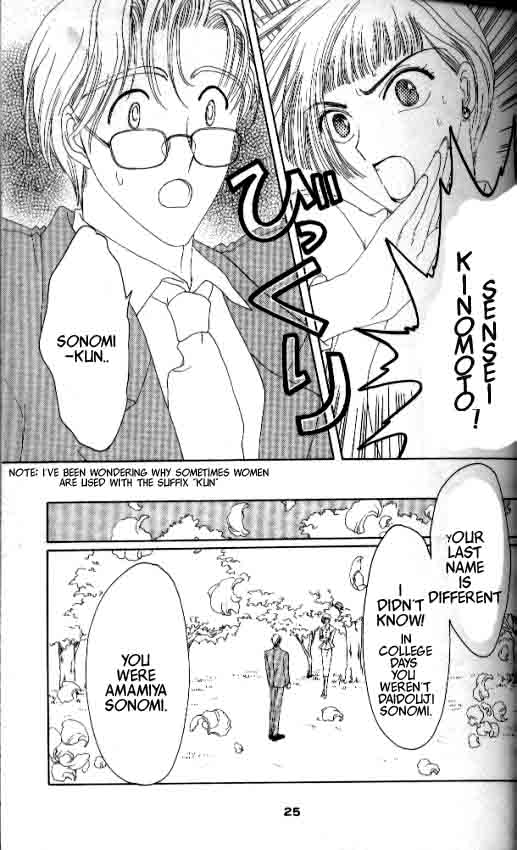 SENSEI
KINOMOTO!
びっくり
SONOMI
-KUN..
NOTE: I'VE BEEN WONDERING WHY SOMETIMES WOMEN
ARE USED WITH THE SUFFIX "KUN"
YOUR
LAST
NAME
IS
DIFFERENT
I
DIDN'T
KNOW!
IN
COLLEGE
DAYS
YOU
WEREN'T
DAIDOUJI
SONOMI.
YOU
WERE
AMAMIYA
SONOMI.
25